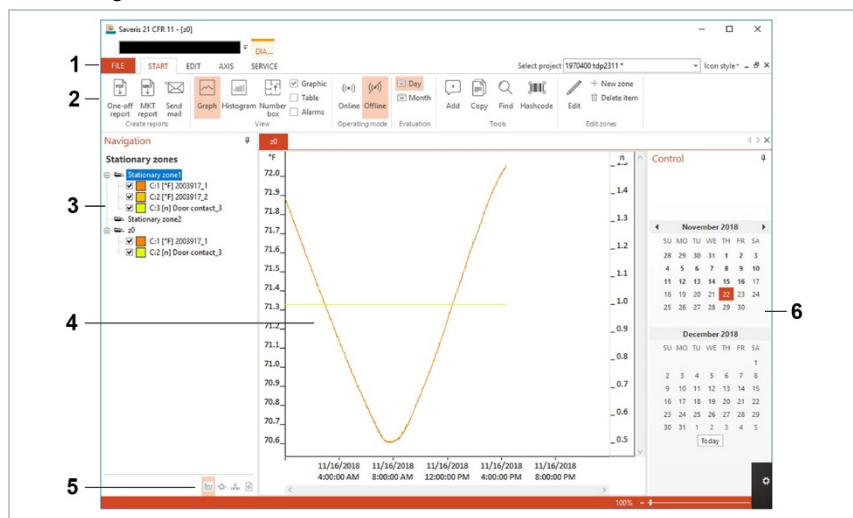 Saveris 21 CFR 11 - [z0]
DIA...
1
FILE START EDIT AXIS SERVICE Select project 1970400 tdp2311 * Icon style
2
One-off report MKT report Send mail Graph Histogram Number box Graphic Table Alarms Online Offline Day Month Add Copy Find Hashcode Edit + New zone Delete item
Create reports View Operating mode Evaluation Tools Edit zones
Navigation
z0
Control
Stationary zones
3
Stationary zone1
C:1 [°F] 2003917_1
C:2 [°F] 2003917_2
C:3 [n] Door contact_3
Stationary zone2
z0
C:1 [°F] 2003917_1
C:2 [n] Door contact_3
4
°F
72.0
71.9
71.8
71.7
71.6
71.5
71.4
71.3
71.2
71.1
71.0
70.9
70.8
70.7
70.6
n
1.4
1.3
1.2
1.1
1.0
0.9
0.8
0.7
0.6
0.5
11/16/2018 11/16/2018 11/16/2018 11/16/2018 11/16/2018
4:00:00 AM 8:00:00 AM 12:00:00 PM 4:00:00 PM 8:00:00 PM
November 2018
SU MO TU WE TH FR SA
28 29 30 31 1 2 3
4 5 6 7 8 9 10
11 12 13 14 15 16 17
18 19 20 21 22 23 24
25 26 27 28 29 30
6
December 2018
SU MO TU WE TH FR SA
1
2 3 4 5 6 7 8
9 10 11 12 13 14 15
16 17 18 19 20 21 22
23 24 25 26 27 28 29
30 31 1 2 3 4 5
Today
5
100%